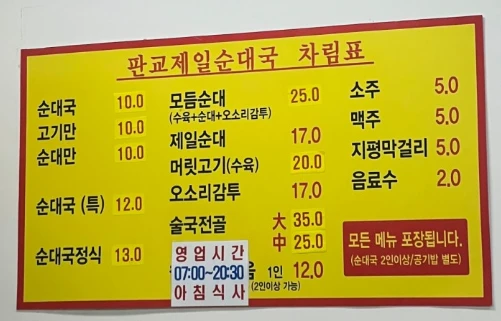 판교제일순대국 차림표
순대국 10.0
고기만 10.0
순대만 10.0
순대국 (특) 12.0
순대국정식 13.0
모듬순대 25.0
(수육+순대+오소리감투)
제일순대 17.0
머릿고기(수육) 20.0
오소리감투 17.0
술국전골 大 35.0
中 25.0
1인 12.0
(2인이상 가능)
영업시간
07:00~20:30
아침식사
소주 5.0
맥주 5.0
지평막걸리 5.0
음료수 2.0
모든 메뉴 포장됩니다.
(순대국 2인이상/공기밥 별도)